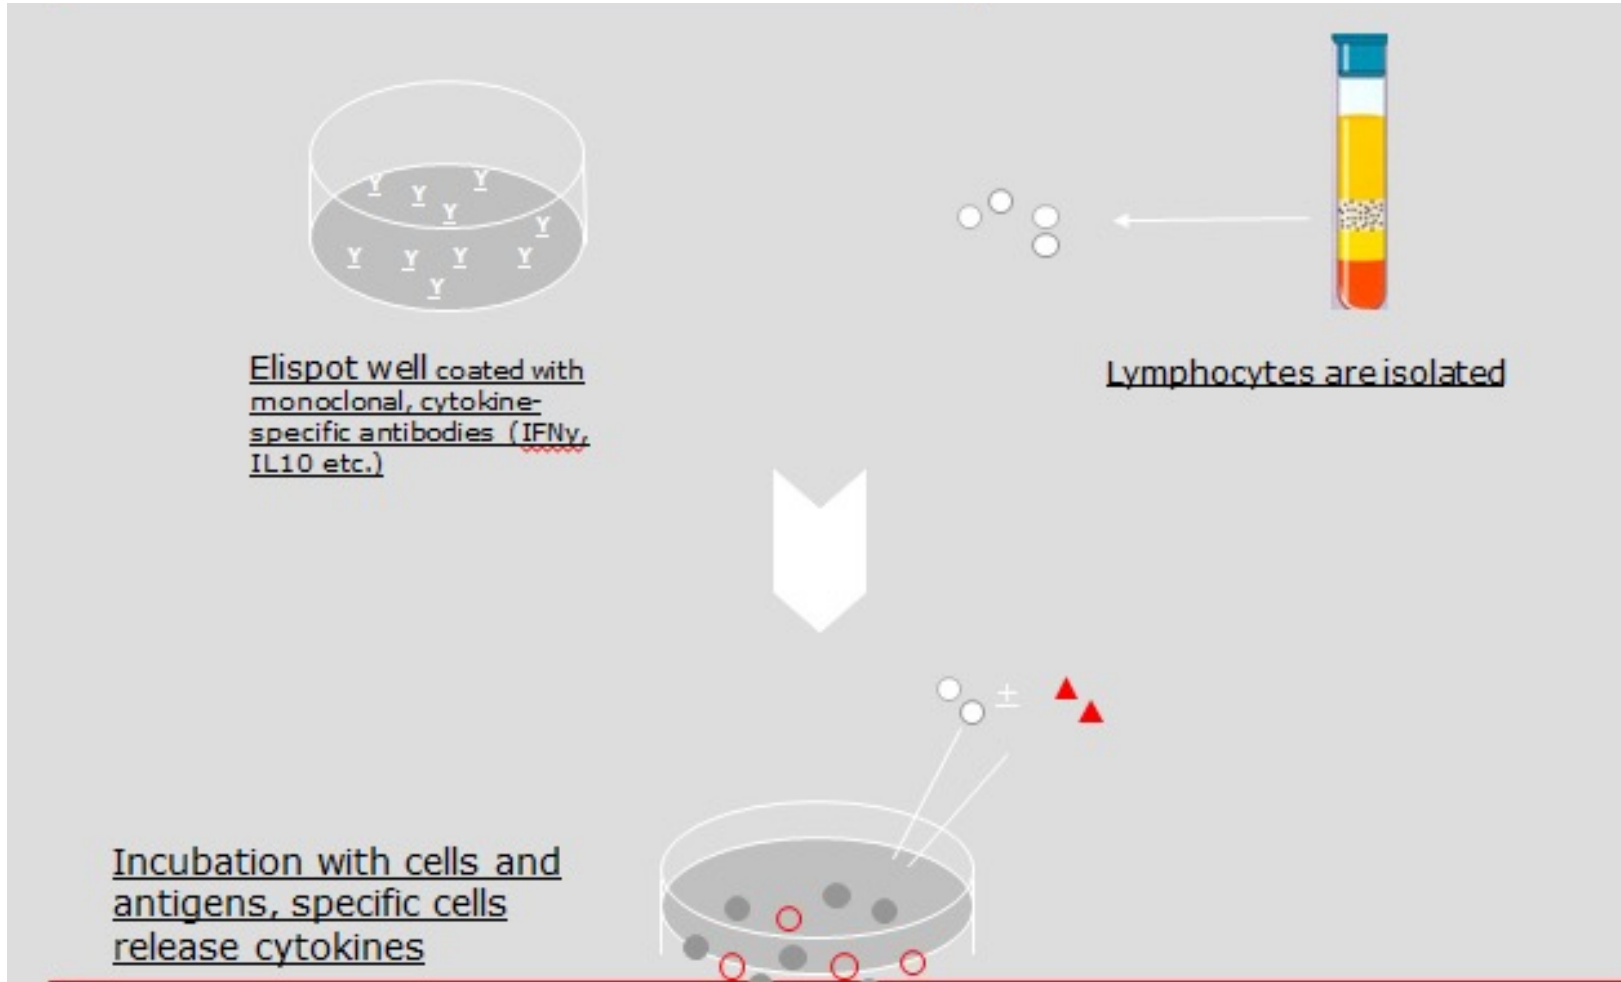 Y Y Y
Y
Y
Y Y Y Y
Y
Elispot well coated with
monoclonal, cytokine-
specific antibodies (IFNy,
IL10 etc.)
Lymphocytes are isolated
±
Incubation with cells and
antigens, specific cells
release cytokines